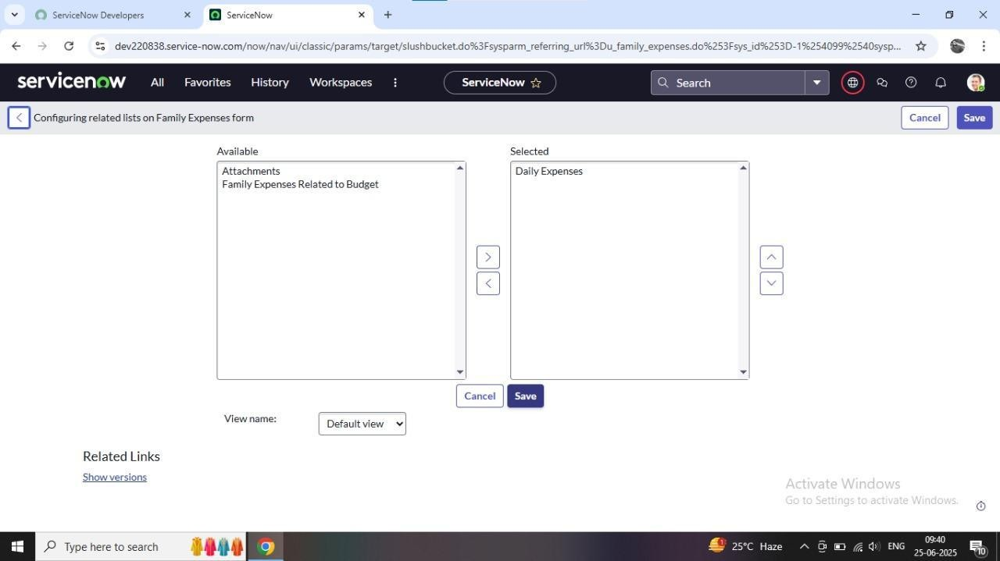 ServiceNow Developers
ServiceNow
dev220838.service-now.com/now/nav/ui/classic/params/target/slushbucket.do%3Fsysparm_referring_url%3Du_family_expenses.do%253Fsys_id%253D-1%254099%2540sysp...
servicenow
All
Favorites
History
Workspaces
ServiceNow
Search
Configuring related lists on Family Expenses form
Cancel
Save
Available
Selected
Attachments
Family Expenses Related to Budget
Daily Expenses
Cancel
Save
View name:
Default view
Related Links
Show versions
Activate Windows
Go to Settings to activate Windows.
Type here to search
1
25°C Haze
ENG
09:40
25-06-2025
10